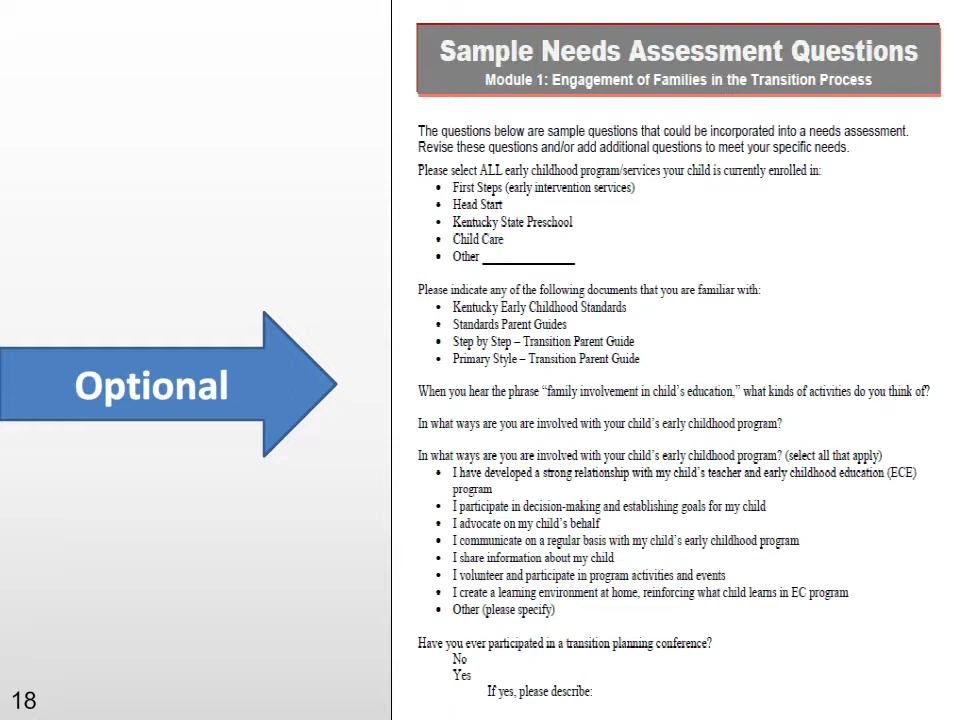 Optional
18
Sample Needs Assessment Questions
Module 1: Engagement of Families in the Transition Process
The questions below are sample questions that could be incorporated into a needs assessment.
Revise these questions and/or add additional questions to meet your specific needs.
Please select ALL early childhood program/services your child is currently enrolled in:
• First Steps (early intervention services)
• Head Start
• Kentucky State Preschool
• Child Care
• Other _______________
Please indicate any of the following documents that you are familiar with:
• Kentucky Early Childhood Standards
• Standards Parent Guides
• Step by Step – Transition Parent Guide
• Primary Style – Transition Parent Guide
When you hear the phrase “family involvement in child’s education,” what kinds of activities do you think of?
In what ways are you are involved with your child’s early childhood program?
In what ways are you are involved with your child’s early childhood program? (select all that apply)
• I have developed a strong relationship with my child’s teacher and early childhood education (ECE)
program
• I participate in decision-making and establishing goals for my child
• I advocate on my child’s behalf
• I communicate on a regular basis with my child’s early childhood program
• I share information about my child
• I volunteer and participate in program activities and events
• I create a learning environment at home, reinforcing what child learns in EC program
• Other (please specify)
Have you ever participated in a transition planning conference?
No
Yes
If yes, please describe: